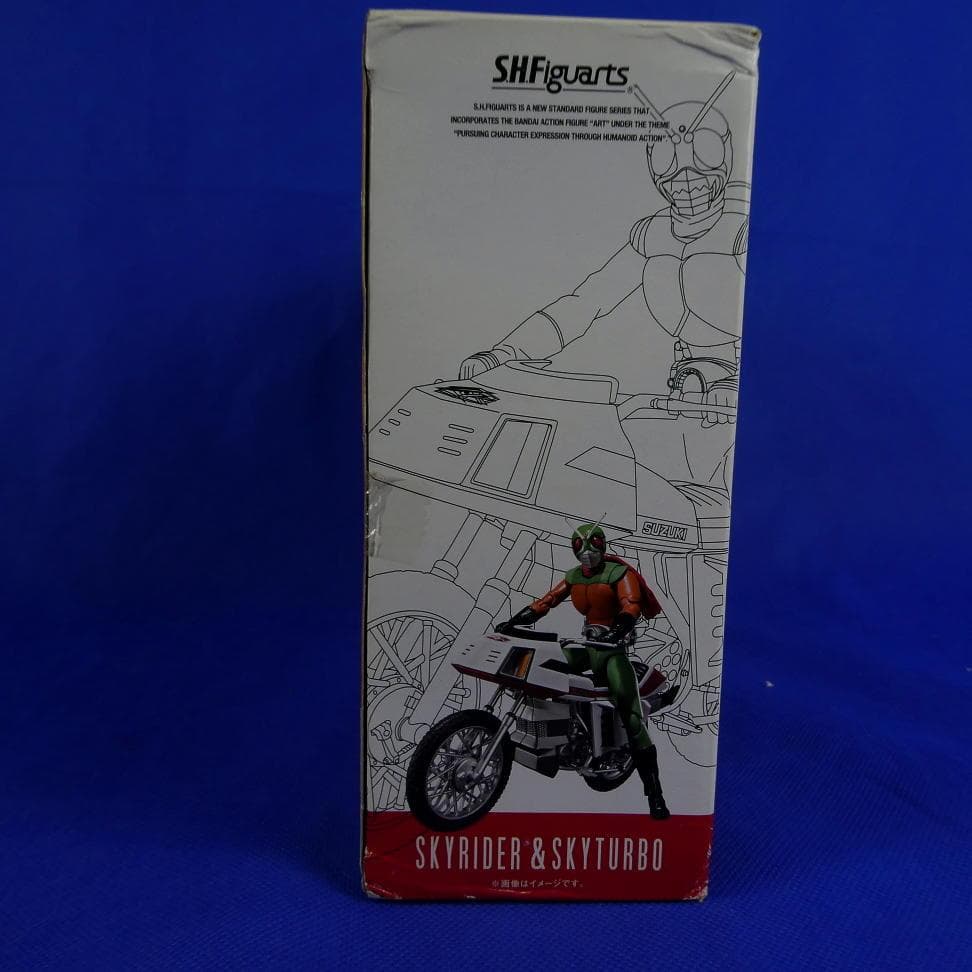 S.H.Figuarts®
S.H.FIGUARTS IS A NEW STANDARD FIGURE SERIES THAT
INCORPORATES THE BANDAI ACTION FIGURE "ART" UNDER THE THEME
"PURSUING CHARACTER EXPRESSION THROUGH HUMANOID ACTION".
SUZUKI
SKYRIDER & SKYTURBO
※画像はイメージです。